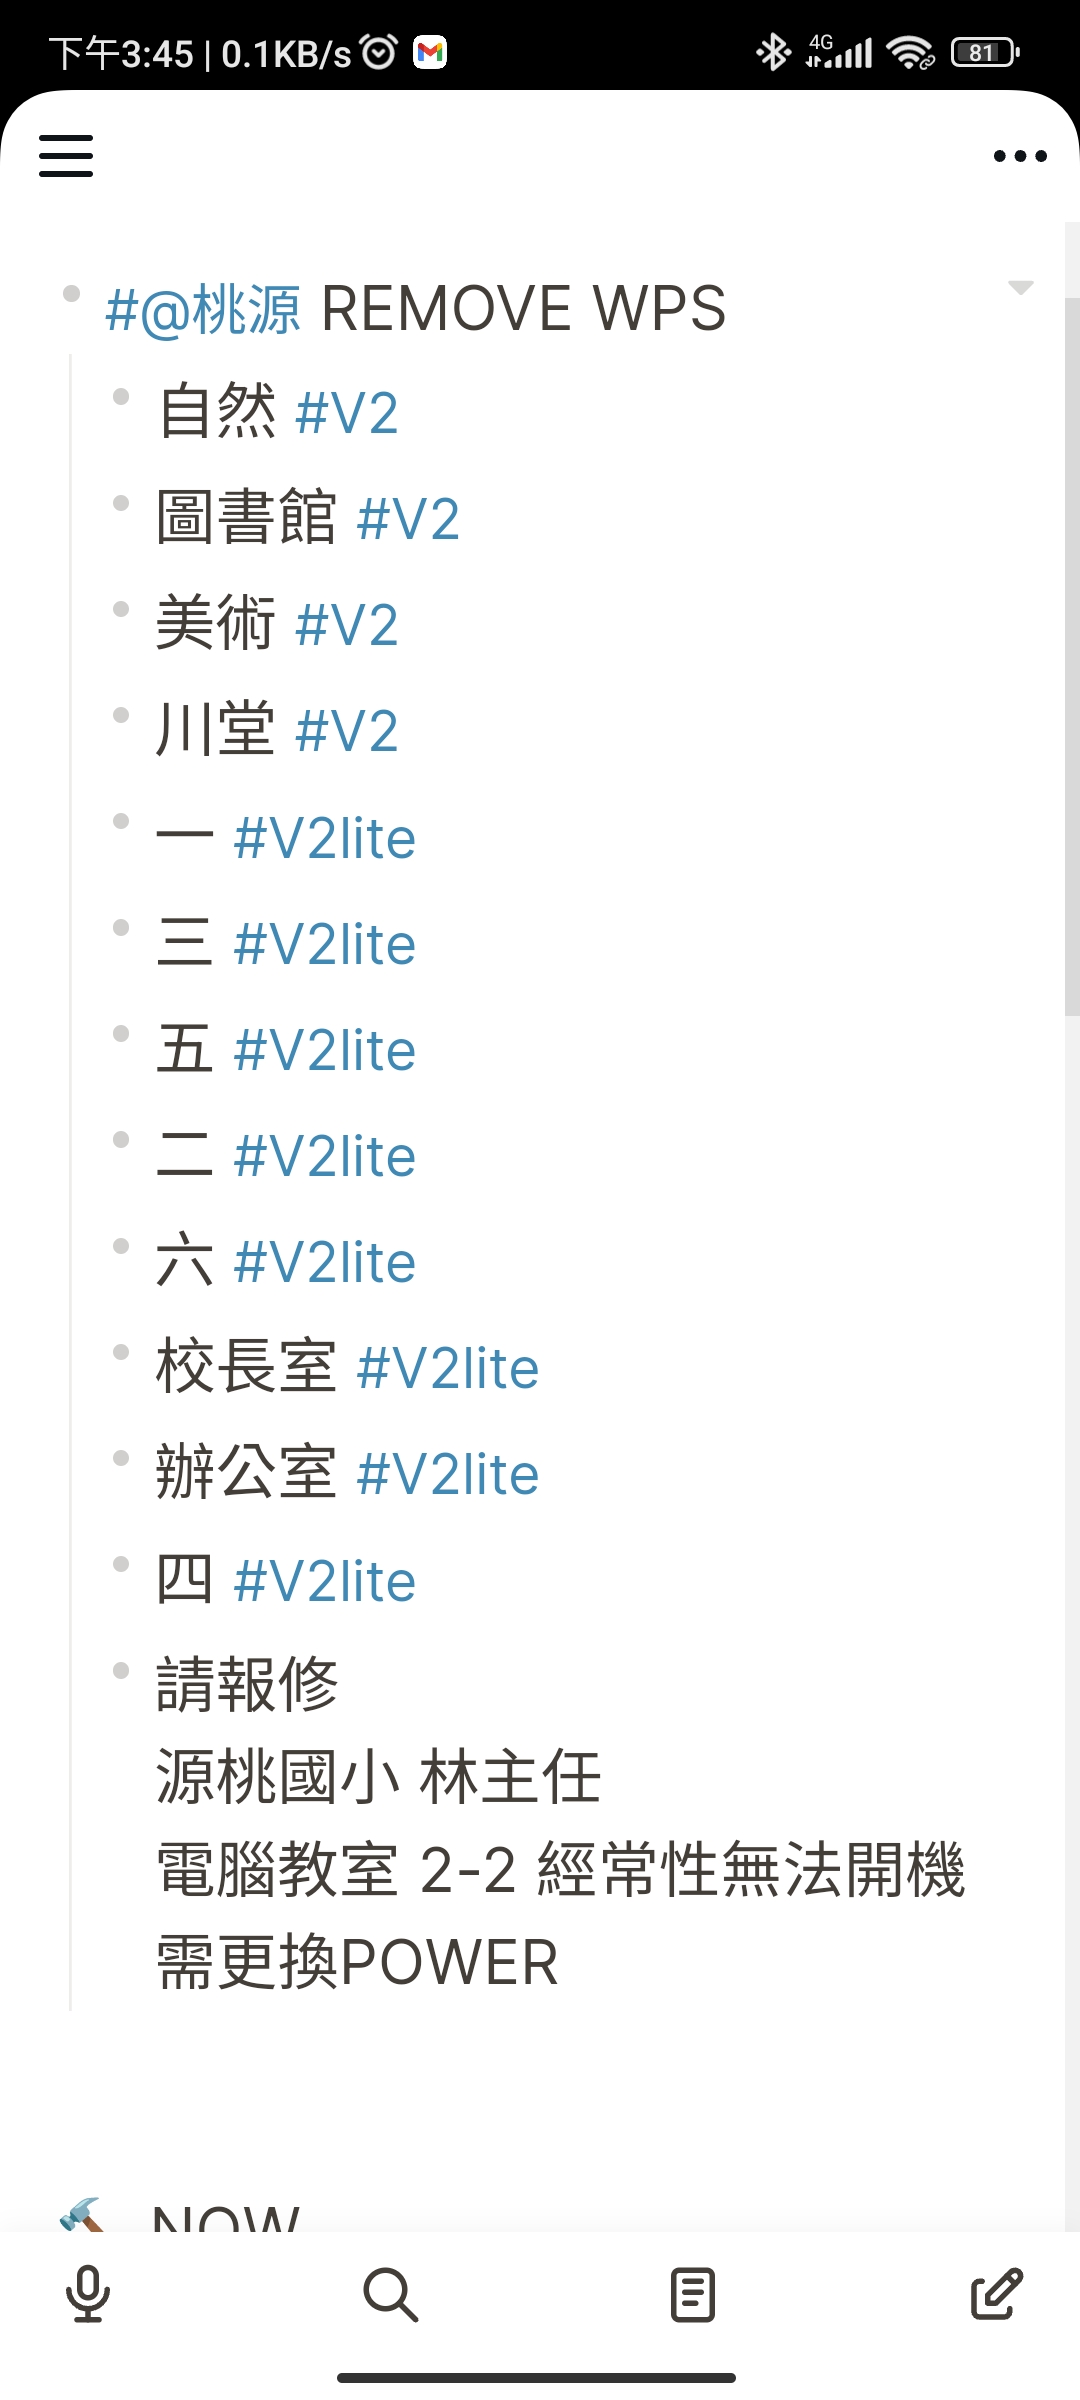 下午3:45 | 0.1KB/s
4G
81
#@桃源 REMOVE WPS
自然 #V2
圖書館 #V2
美術 #V2
川堂 #V2
一 #V2lite
三 #V2lite
五 #V2lite
二 #V2lite
六 #V2lite
校長室 #V2lite
辦公室 #V2lite
四 #V2lite
請報修
源桃國小 林主任
電腦教室 2-2 經常性無法開機
需更換POWER
NOW